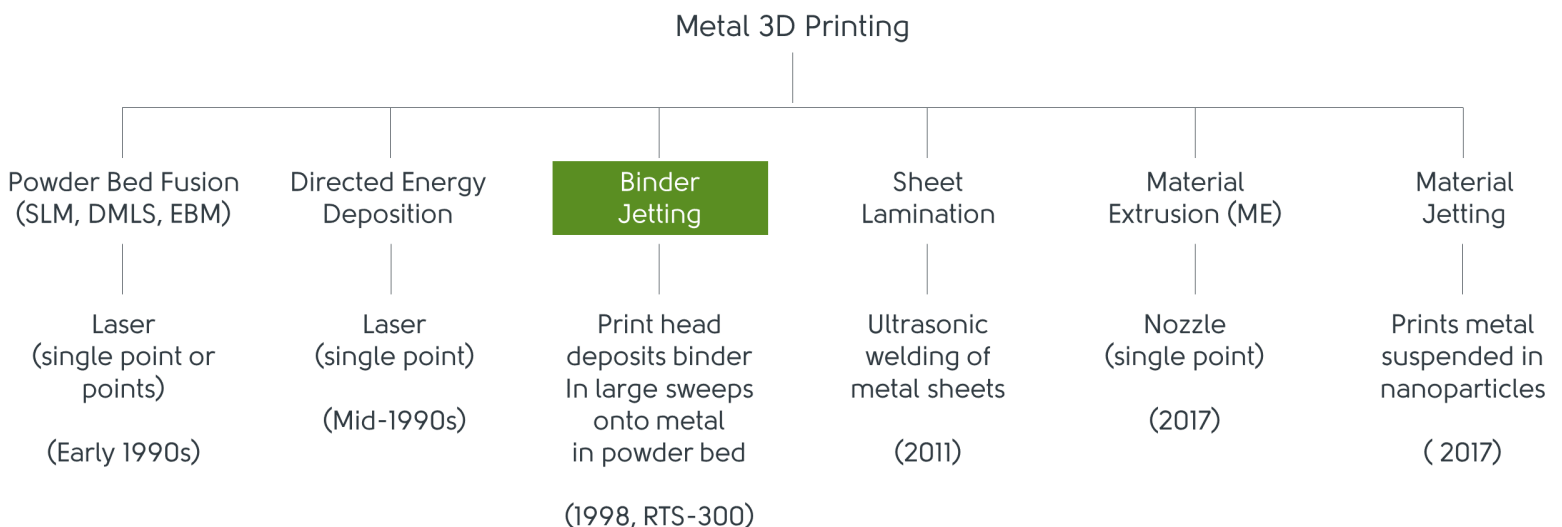 Metal 3D Printing
Powder Bed Fusion
(SLM, DMLS, EBM)
Laser
(single point or
points)
(Early 1990s)
Directed Energy
Deposition
Laser
(single point)
(Mid-1990s)
Binder
Jetting
Print head
deposits binder
In large sweeps
onto metal
in powder bed
(1998, RTS-300)
Sheet
Lamination
Ultrasonic
welding of
metal sheets
(2011)
Material
Extrusion (ME)
Nozzle
(single point)
(2017)
Material
Jetting
Prints metal
suspended in
nanoparticles
( 2017)